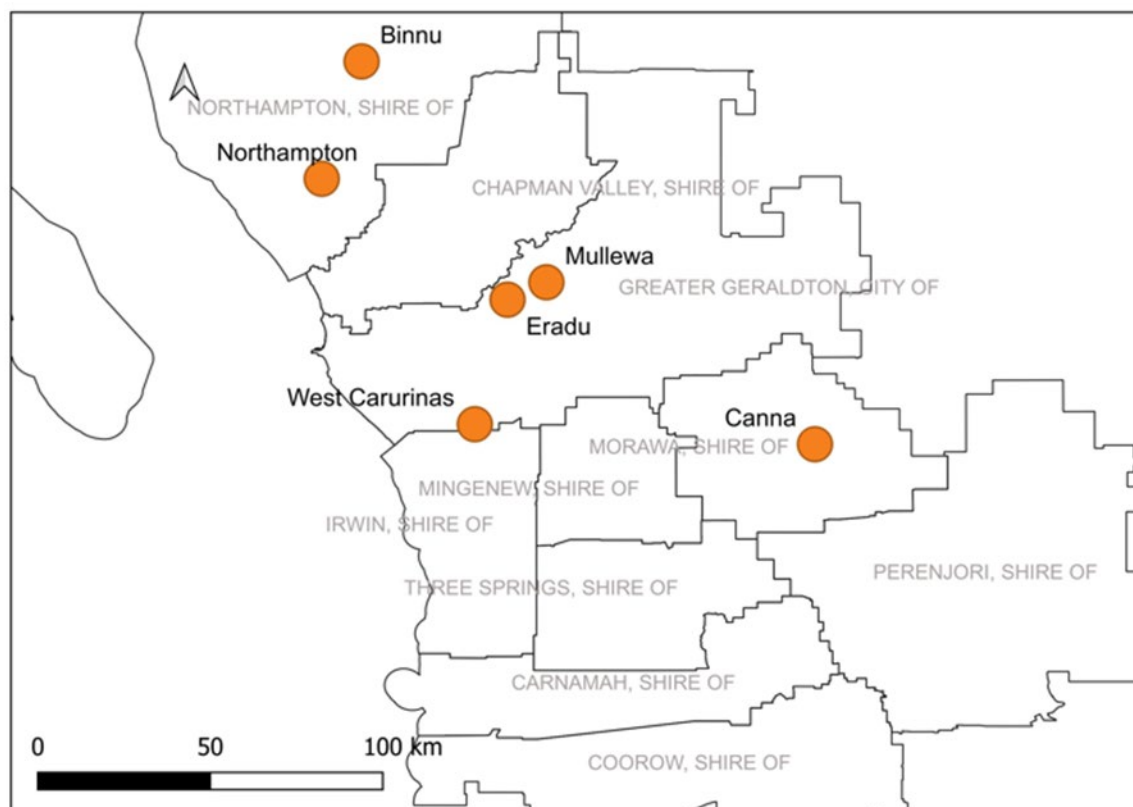 Binnu
NORTHAMPTON, SHIRE OF
Northampton
CHAPMAN VALLEY, SHIRE OF
Mullewa
GREATER GERALDTON, CITY OF
Eradu
West Carurinas
Canna
MORAWA, SHIRE OF
MINGENEW, SHIRE OF
IRWIN, SHIRE OF
PERENJORI, SHIRE OF
THREE SPRINGS, SHIRE OF
CARNAMAH, SHIRE OF
0 50 100 km
COOROW, SHIRE OF